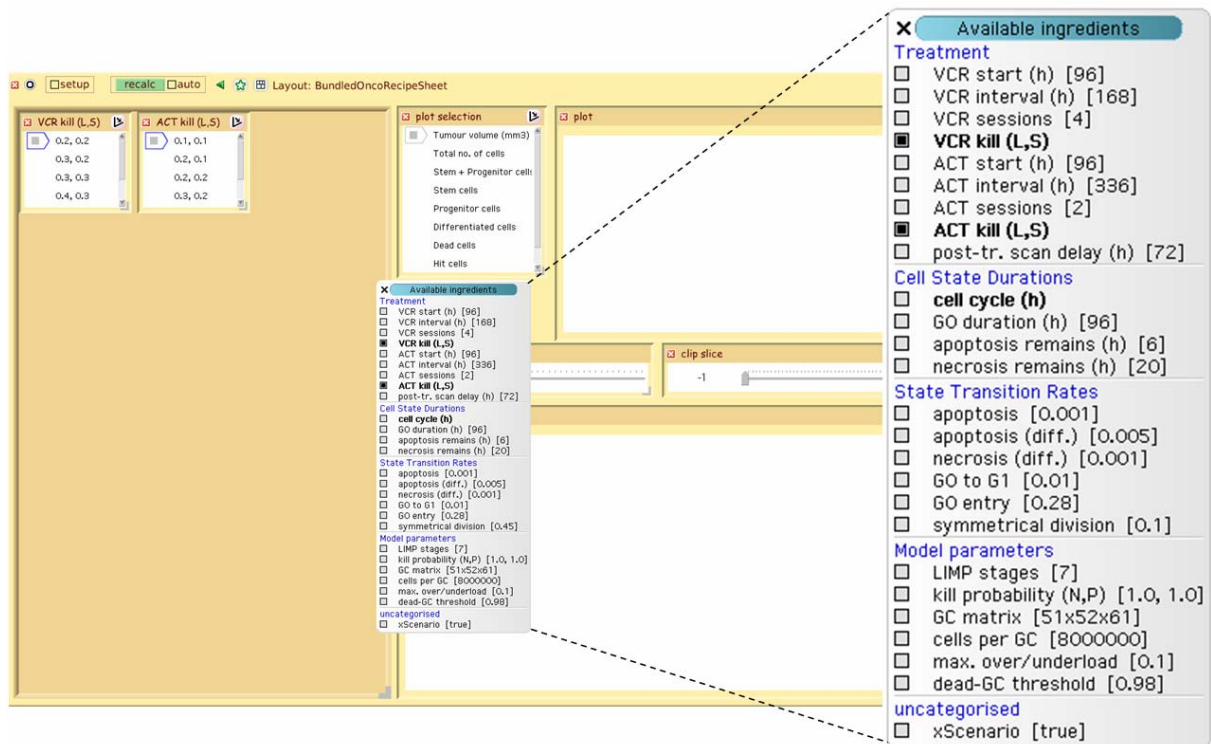 setup recalc auto Layout: BundledOncoRecipeSheet
VCR kill (L,S)
0.2, 0.2
0.3, 0.2
0.3, 0.3
0.4, 0.3
ACT kill (L,S)
0.1, 0.1
0.2, 0.1
0.2, 0.2
0.3, 0.2
plot selection
Tumour volume (mm3)
Total no. of cells
Stem + Progenitor cells
Stem cells
Progenitor cells
Differentiated cells
Dead cells
Hit cells
plot
clip slice
-1
Available ingredients
Treatment
VCR start (h) [96]
VCR interval (h) [168]
VCR sessions [4]
VCR kill (L,S)
ACT start (h) [96]
ACT interval (h) [336]
ACT sessions [2]
ACT kill (L,S)
post-tr. scan delay (h) [72]
Cell State Durations
cell cycle (h)
G0 duration (h) [96]
apoptosis remains (h) [6]
necrosis remains (h) [20]
State Transition Rates
apoptosis [0.001]
apoptosis (diff.) [0.005]
necrosis (diff.) [0.001]
G0 to G1 [0.01]
G0 entry [0.28]
symmetrical division [0.45]
Model parameters
LIMP stages [7]
kill probability (N,P) [1.0, 1.0]
GC matrix [51x52x61]
cells per GC [8000000]
max. over/underload [0.1]
dead-GC threshold [0.98]
uncategorised
xScenario [true]
Available ingredients
Treatment
VCR start (h) [96]
VCR interval (h) [168]
VCR sessions [4]
VCR kill (L,S)
ACT start (h) [96]
ACT interval (h) [336]
ACT sessions [2]
ACT kill (L,S)
post-tr. scan delay (h) [72]
Cell State Durations
cell cycle (h)
G0 duration (h) [96]
apoptosis remains (h) [6]
necrosis remains (h) [20]
State Transition Rates
apoptosis [0.001]
apoptosis (diff.) [0.005]
necrosis (diff.) [0.001]
G0 to G1 [0.01]
G0 entry [0.28]
symmetrical division [0.1]
Model parameters
LIMP stages [7]
kill probability (N,P) [1.0, 1.0]
GC matrix [51x52x61]
cells per GC [8000000]
max. over/underload [0.1]
dead-GC threshold [0.98]
uncategorised
xScenario [true]